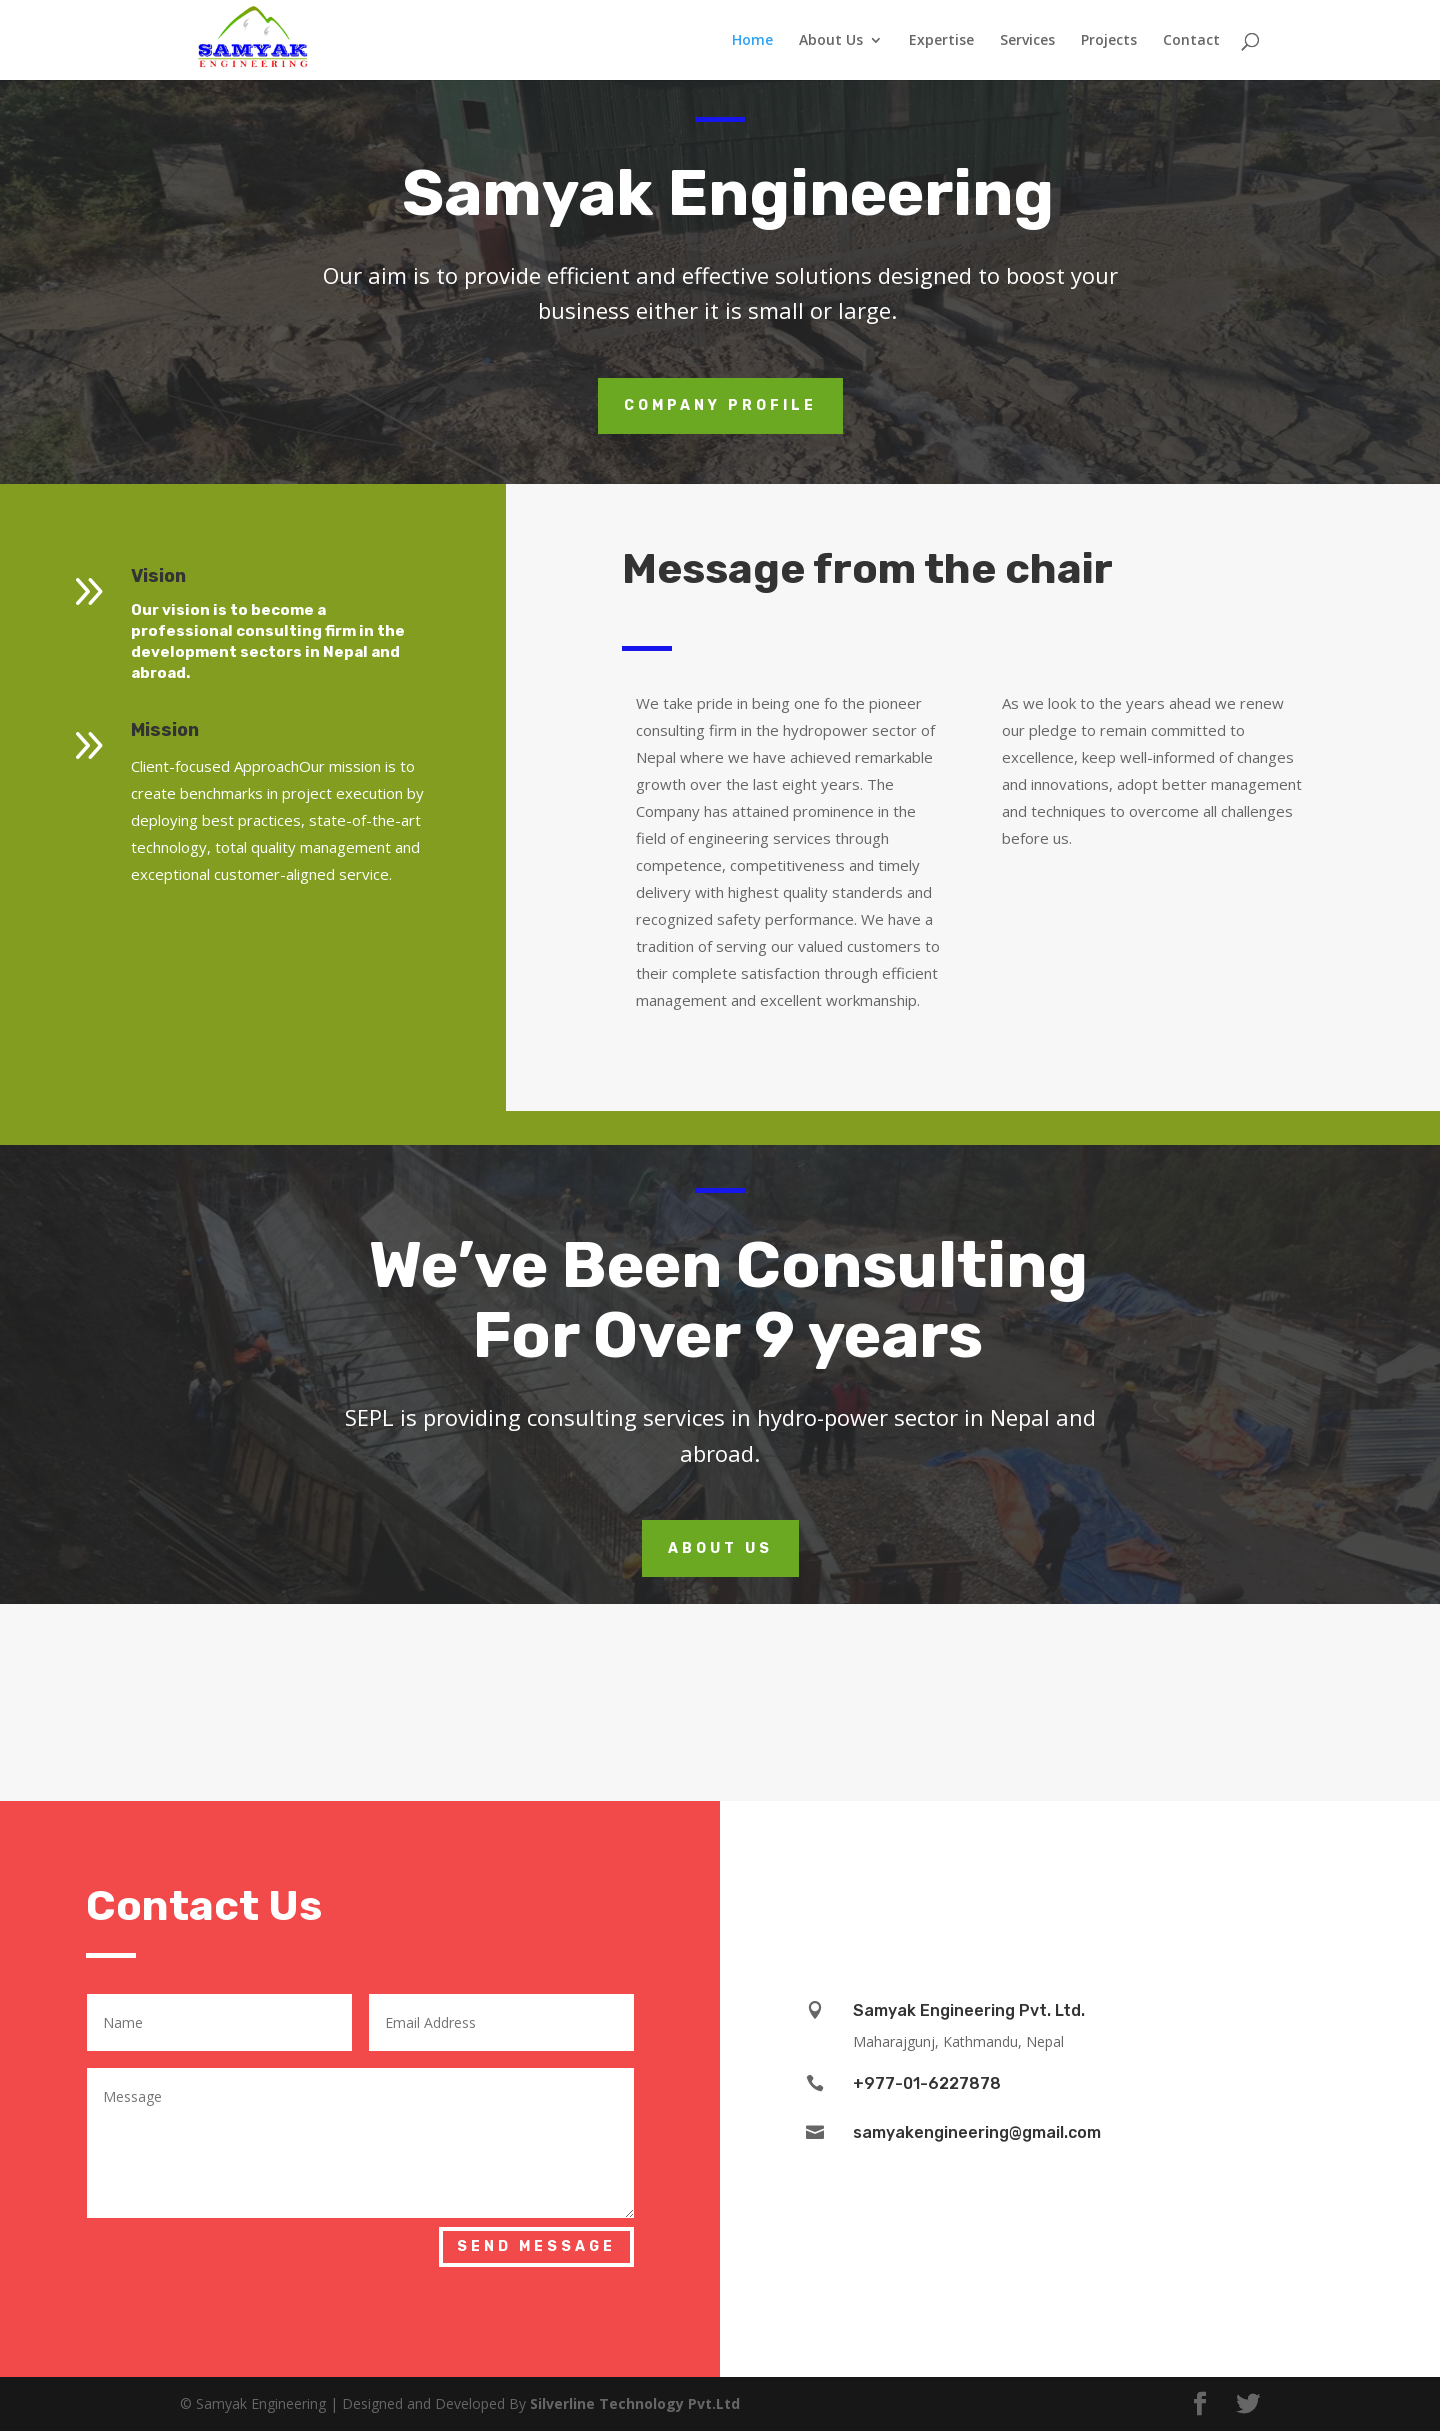 SAMYAK
ENGINEERING
Home
About Us
Expertise
Services
Projects
Contact
Samyak Engineering
Our aim is to provide efficient and effective solutions designed to boost your
business either it is small or large.
COMPANY PROFILE
Vision
Our vision is to become a
professional consulting firm in the
development sectors in Nepal and
abroad.
Mission
Client-focused ApproachOur mission is to
create benchmarks in project execution by
deploying best practices, state-of-the-art
technology, total quality management and
exceptional customer-aligned service.
Message from the chair
We take pride in being one fo the pioneer
consulting firm in the hydropower sector of
Nepal where we have achieved remarkable
growth over the last eight years. The
Company has attained prominence in the
field of engineering services through
competence, competitiveness and timely
delivery with highest quality standerds and
recognized safety performance. We have a
tradition of serving our valued customers to
their complete satisfaction through efficient
management and excellent workmanship.
As we look to the years ahead we renew
our pledge to remain committed to
excellence, keep well-informed of changes
and innovations, adopt better management
and techniques to overcome all challenges
before us.
We’ve Been Consulting
For Over 9 years
SEPL is providing consulting services in hydro-power sector in Nepal and
abroad.
ABOUT US
Contact Us
Name
Email Address
Message
SEND MESSAGE
Samyak Engineering Pvt. Ltd.
Maharajgunj, Kathmandu, Nepal
+977-01-6227878
samyakengineering@gmail.com
© Samyak Engineering | Designed and Developed By Silverline Technology Pvt.Ltd